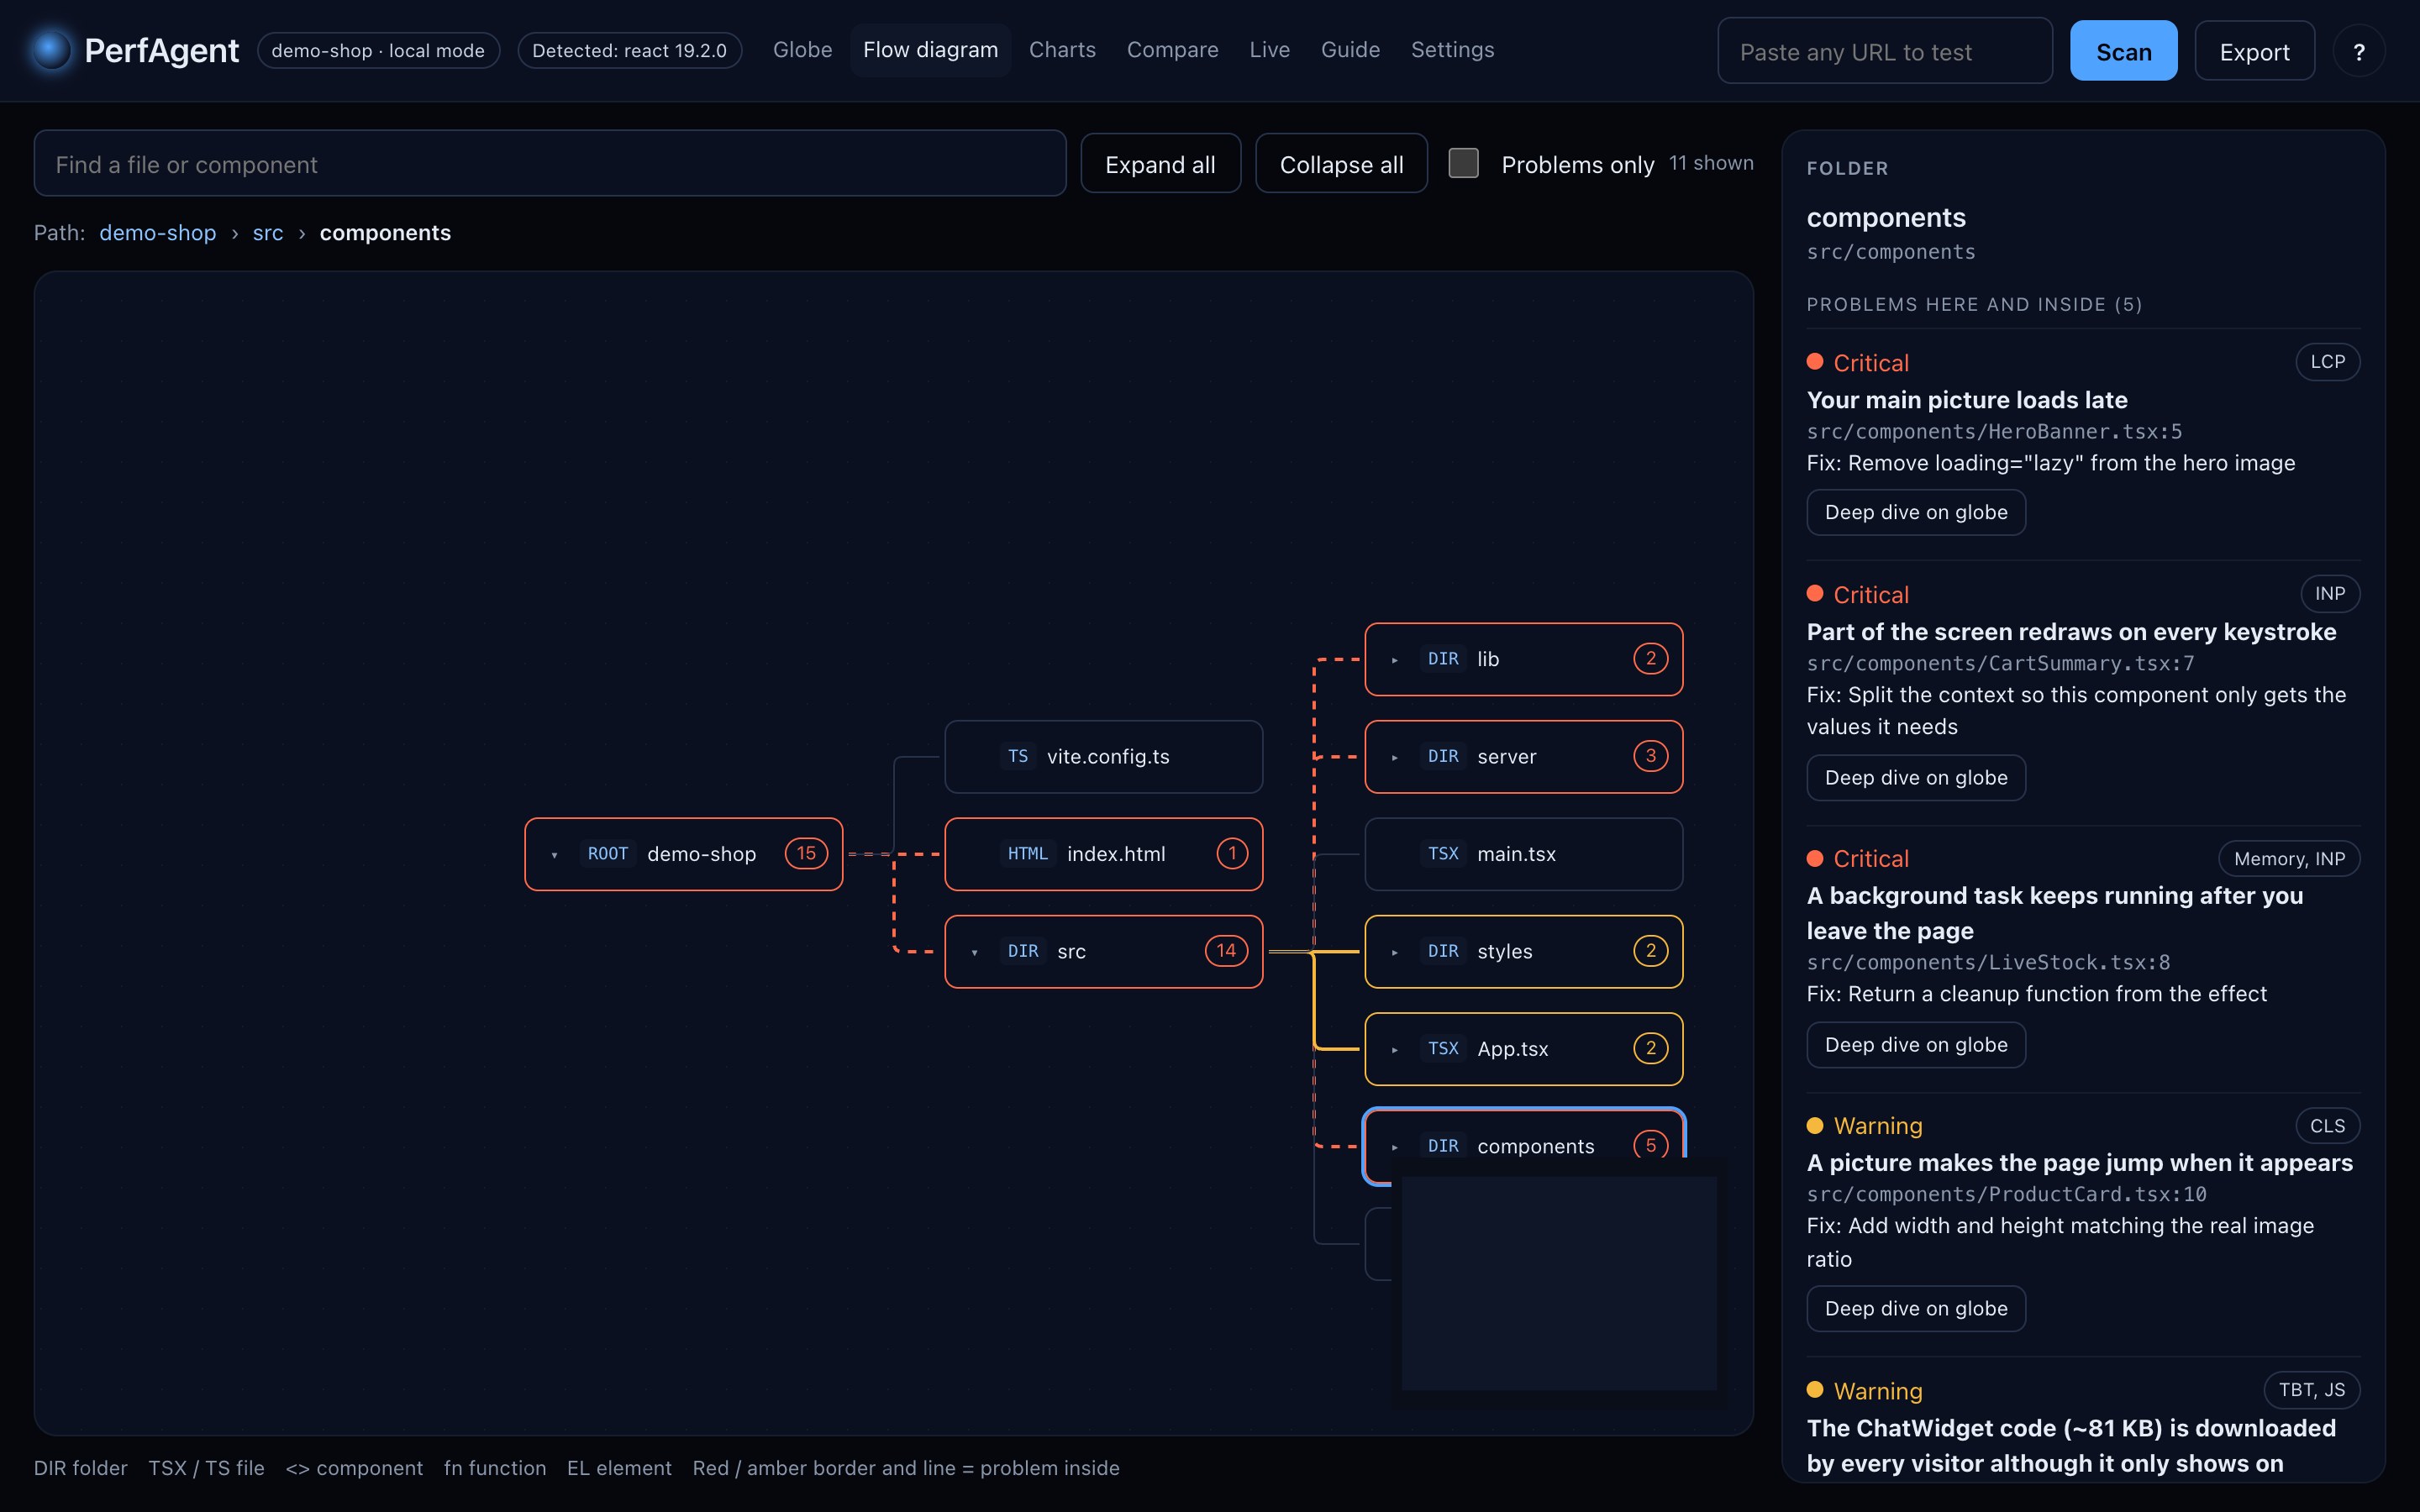 PerfAgent
demo-shop · local mode
Detected: react 19.2.0
Globe
Flow diagram
Charts
Compare
Live
Guide
Settings
Paste any URL to test
Scan
Export
?
Find a file or component
Expand all
Collapse all
Problems only
11 shown
Path: demo-shop › src › components
ROOT demo-shop 15
TS vite.config.ts
HTML index.html 1
DIR src 14
DIR lib 2
DIR server 3
TSX main.tsx
DIR styles 2
TSX App.tsx 2
DIR components 5
DIR folder
TSX / TS file
<> component
fn function
EL element
Red / amber border and line = problem inside
FOLDER
components
src/components
PROBLEMS HERE AND INSIDE (5)
Critical LCP
Your main picture loads late
src/components/HeroBanner.tsx:5
Fix: Remove loading="lazy" from the hero image
Deep dive on globe
Critical INP
Part of the screen redraws on every keystroke
src/components/CartSummary.tsx:7
Fix: Split the context so this component only gets the
values it needs
Deep dive on globe
Critical Memory, INP
A background task keeps running after you
leave the page
src/components/LiveStock.tsx:8
Fix: Return a cleanup function from the effect
Deep dive on globe
Warning CLS
A picture makes the page jump when it appears
src/components/ProductCard.tsx:10
Fix: Add width and height matching the real image
ratio
Deep dive on globe
Warning TBT, JS
The ChatWidget code (~81 KB) is downloaded
by every visitor although it only shows on